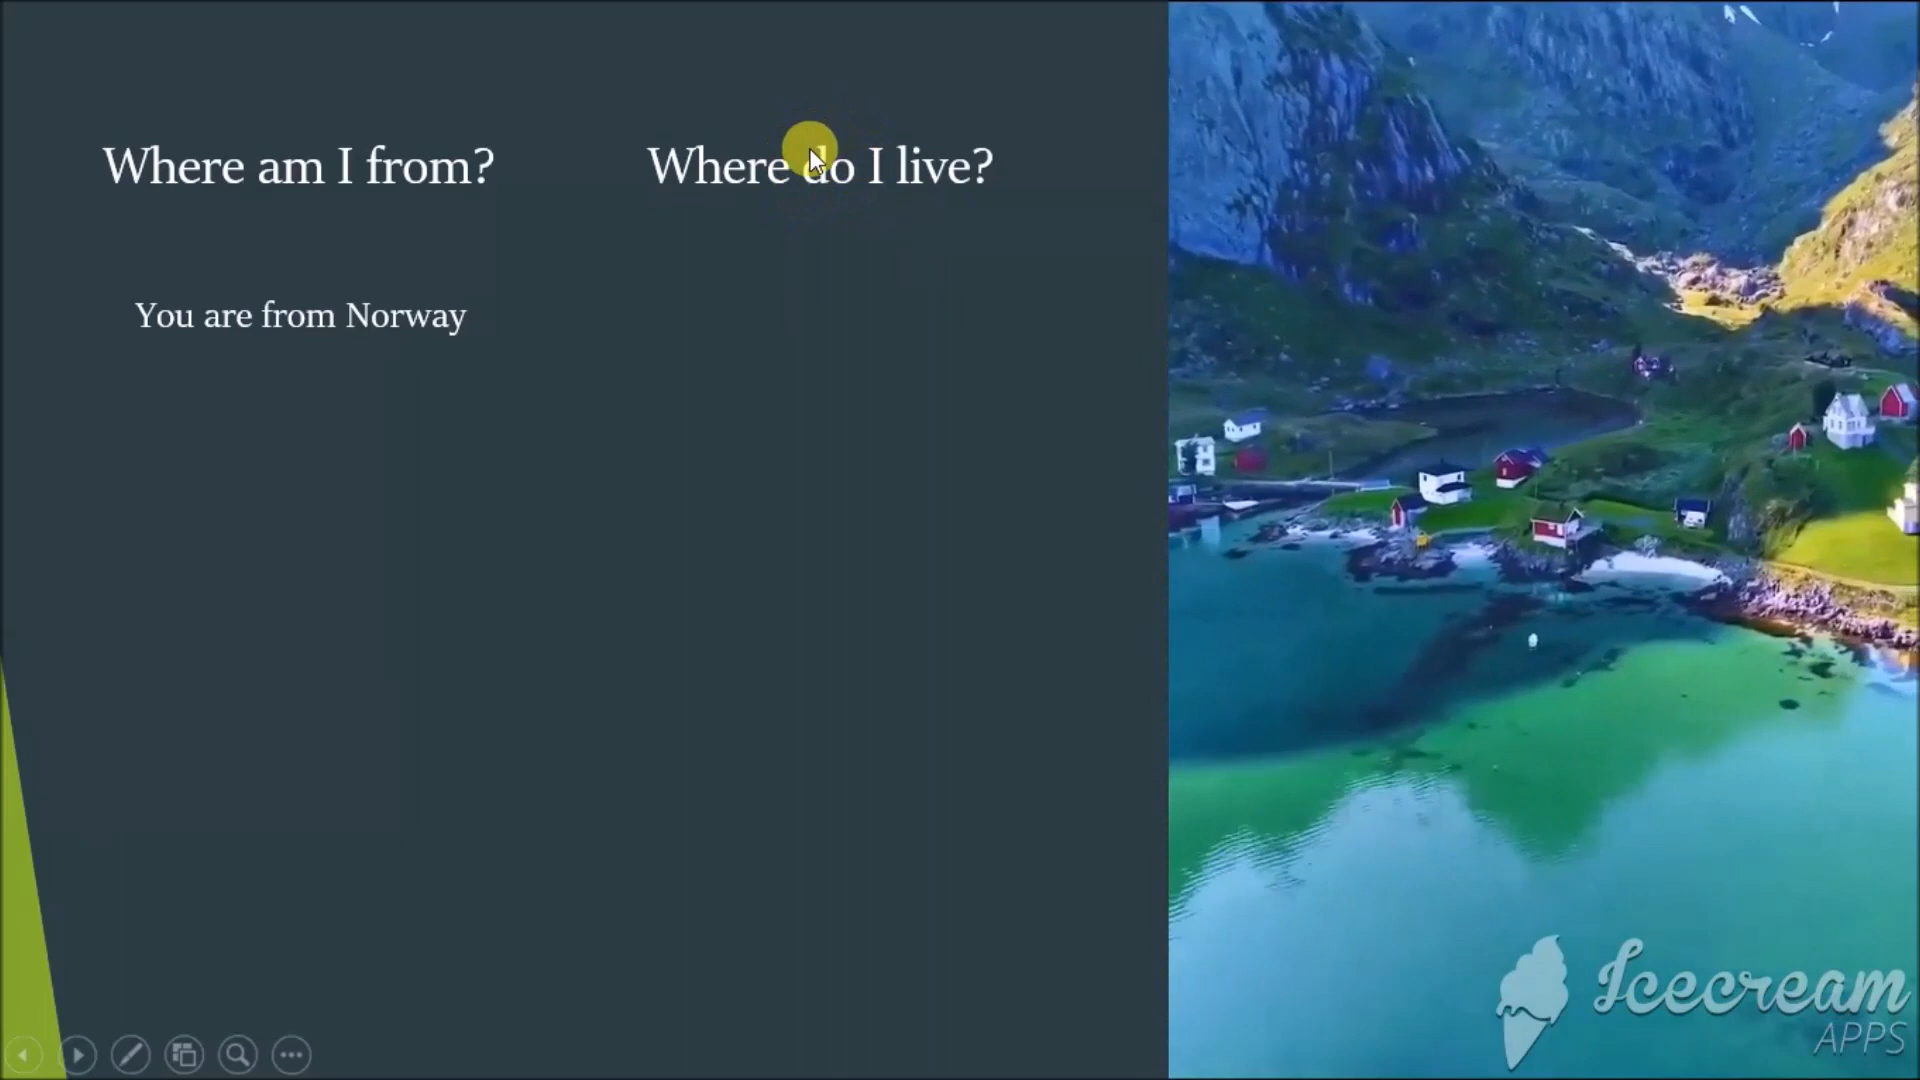 Where am I from?
Where do I live?
You are from Norway
Icecream
APPS